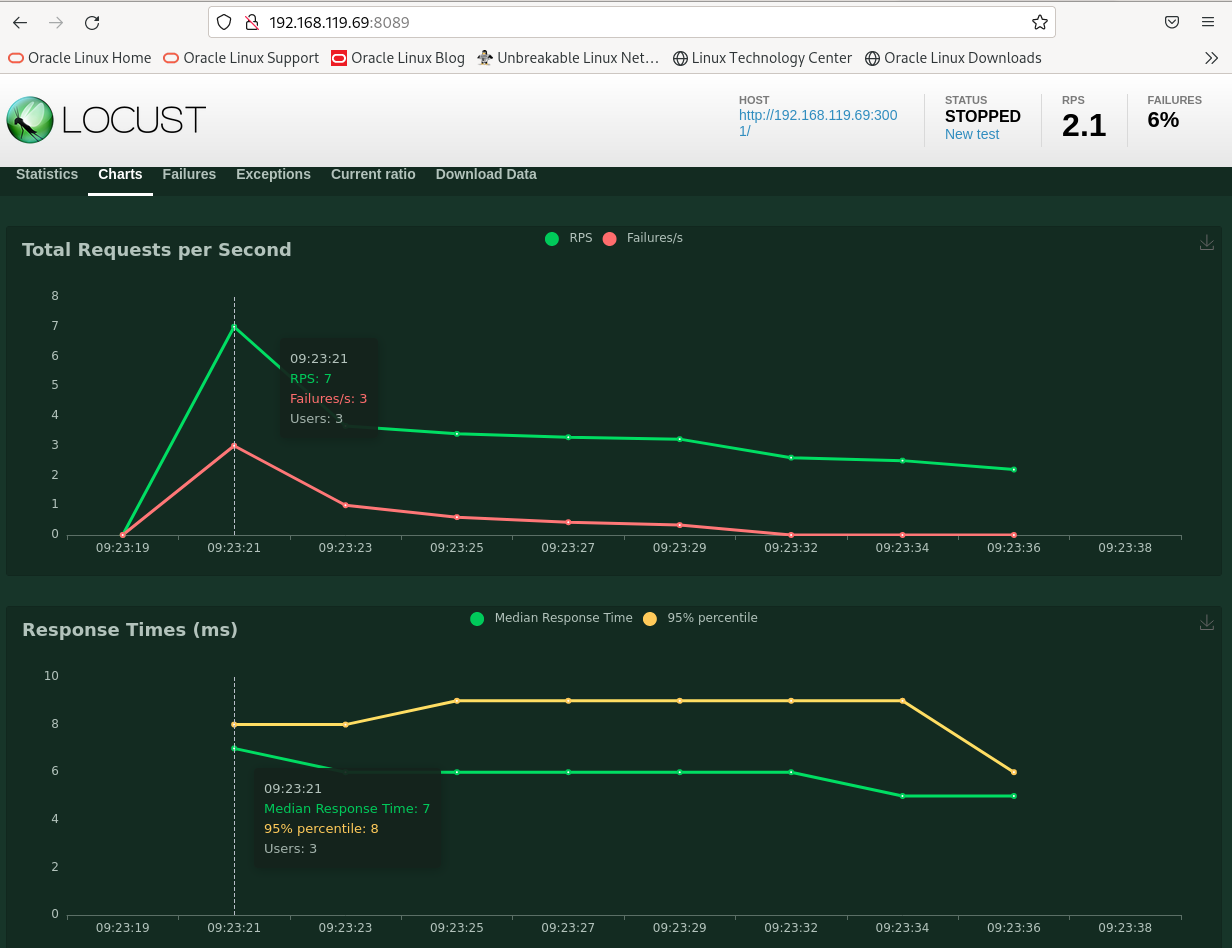 192.168.119.69:8089
Oracle Linux Home Oracle Linux Support Oracle Linux Blog Unbreakable Linux Net… Linux Technology Center Oracle Linux Downloads
LOCUST
HOST
http://192.168.119.69:300
1/
STATUS
STOPPED
New test
RPS
2.1
FAILURES
6%
Statistics Charts Failures Exceptions Current ratio Download Data
Total Requests per Second
RPS Failures/s
8
7
6
5
4
3
2
1
0
09:23:21
RPS: 7
Failures/s: 3
Users: 3
09:23:19 09:23:21 09:23:23 09:23:25 09:23:27 09:23:29 09:23:32 09:23:34 09:23:36 09:23:38
Response Times (ms)
Median Response Time 95% percentile
10
8
6
4
2
0
09:23:21
Median Response Time: 7
95% percentile: 8
Users: 3
09:23:19 09:23:21 09:23:23 09:23:25 09:23:27 09:23:29 09:23:32 09:23:34 09:23:36 09:23:38